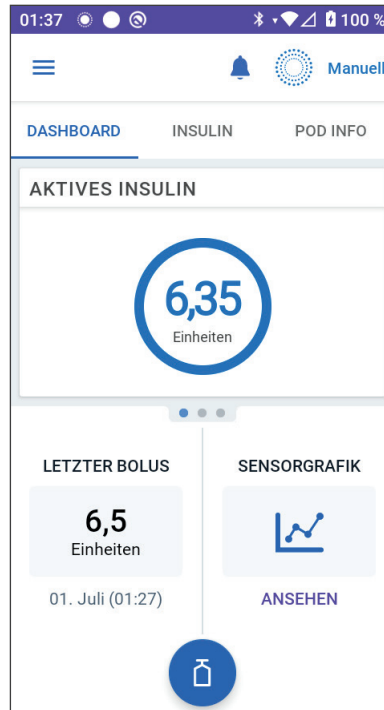 01:37 100 %
Manuell
DASHBOARD INSULIN POD INFO
AKTIVES INSULIN
6,35
Einheiten
LETZTER BOLUS SENSORGRAFIK
6,5
Einheiten
01. Juli (01:27) ANSEHEN